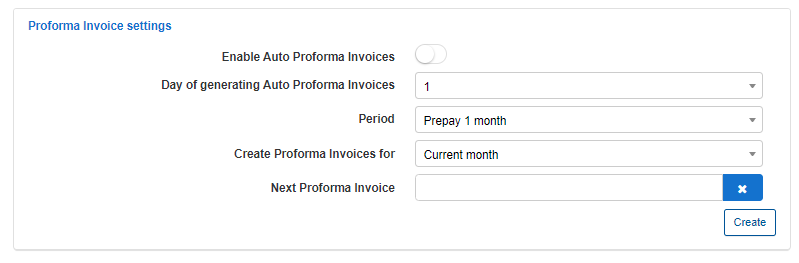 Proforma Invoice settings
Enable Auto Proforma Invoices
Day of generating Auto Proforma Invoices 1
Period Prepay 1 month
Create Proforma Invoices for Current month
Next Proforma Invoice
Create